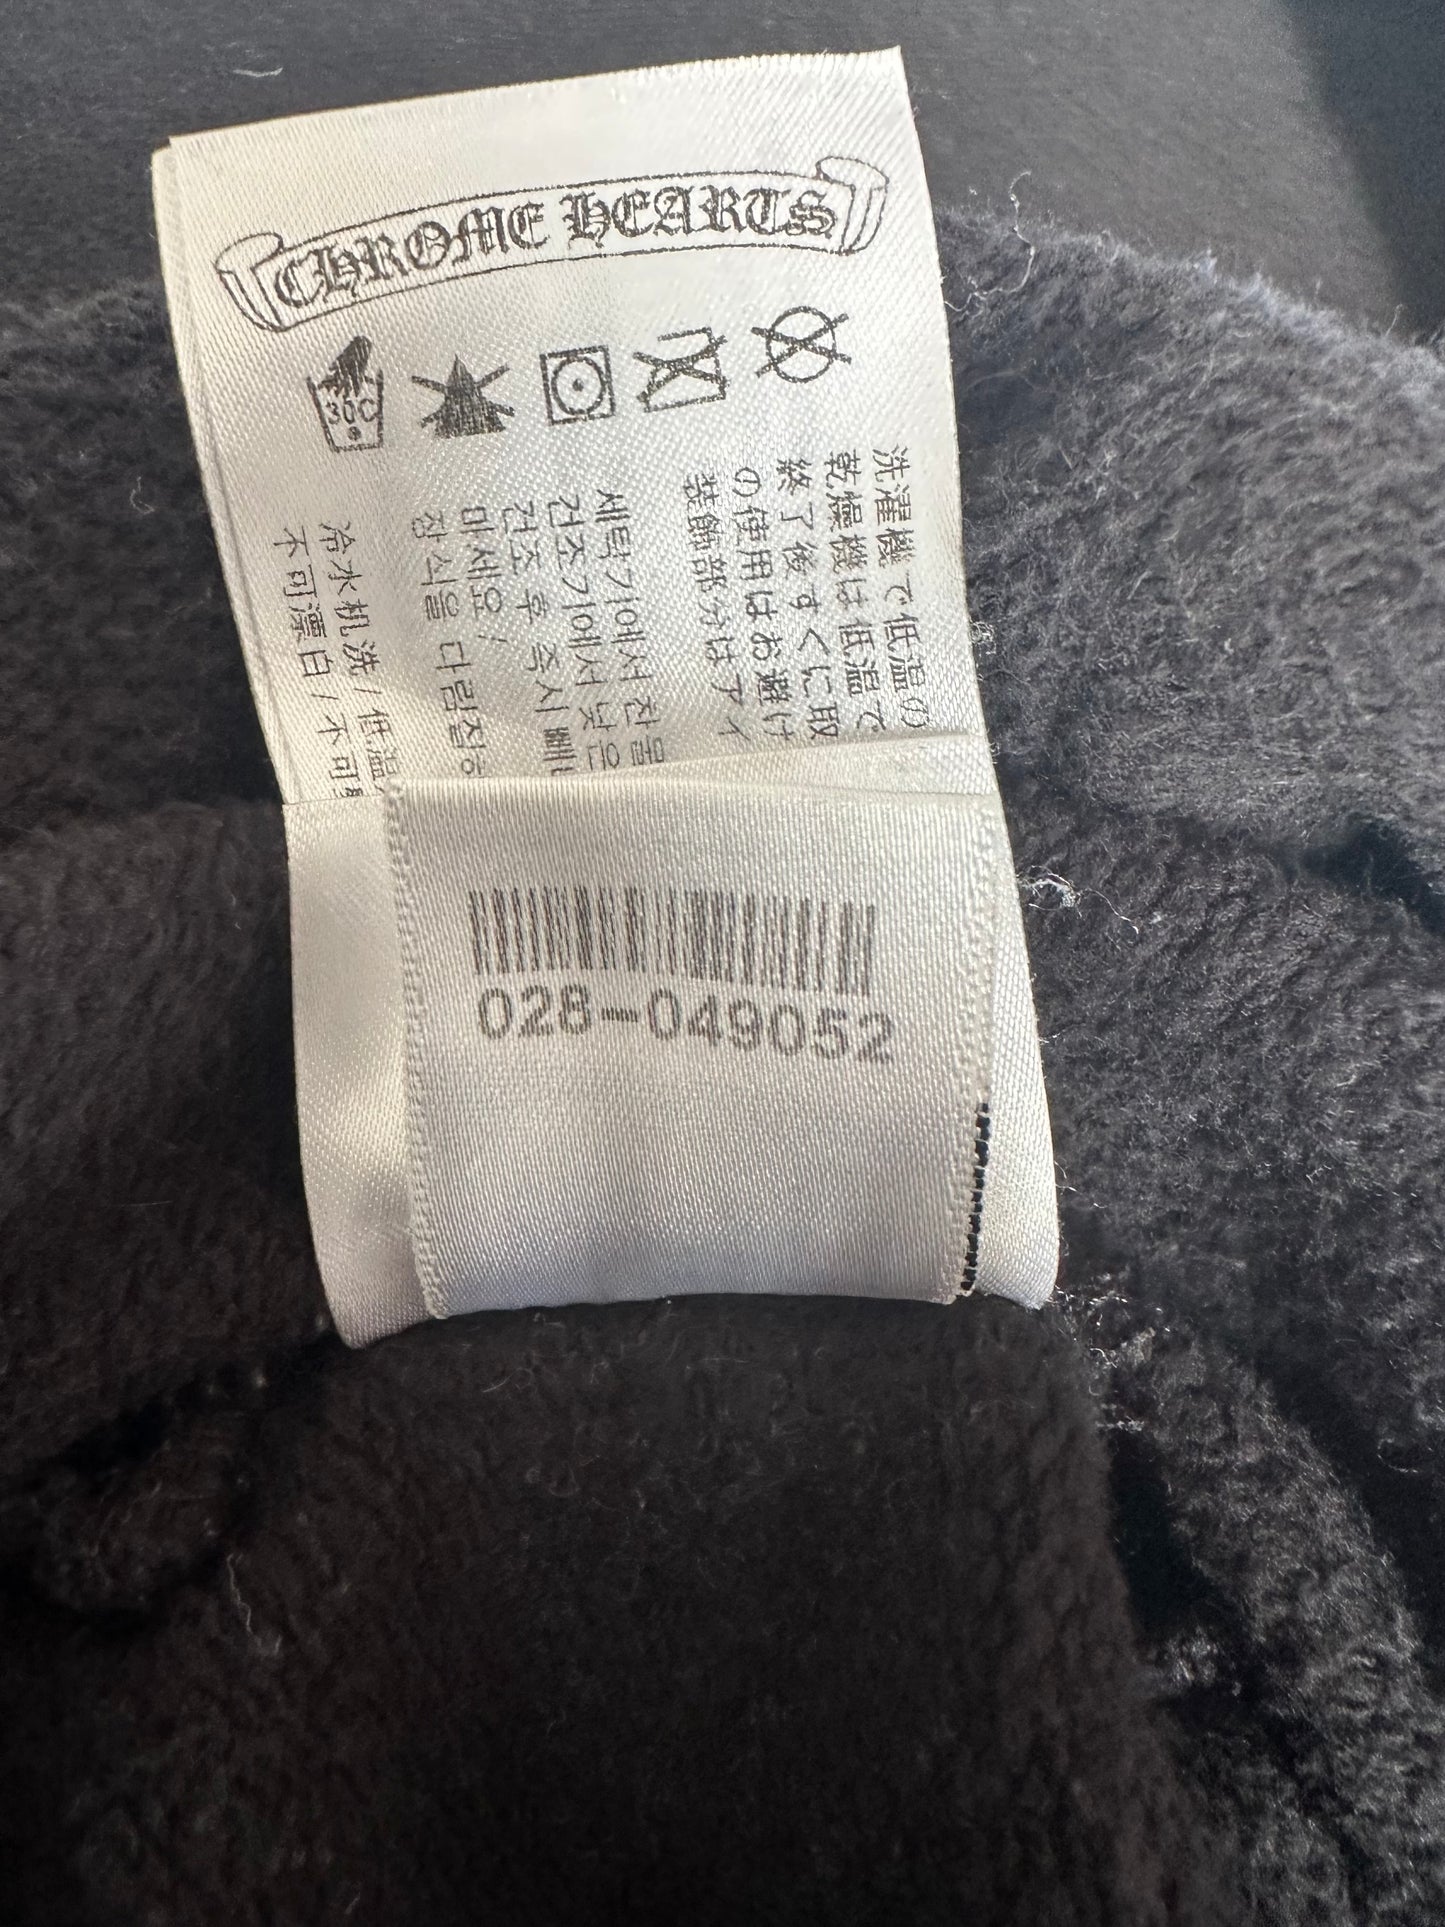 CHROME HEARTS
30C
洗濯機で低温の
乾燥機は低温で
終了後すぐに取
の使用はお避け
装飾部分はアイ
세탁기에서 찬물
건조기에서 낮은
건조 후 즉시 빼
마세요 /
장식을 다림질하
冷水机洗 / 低温
不可漂白 / 不可
028-049052